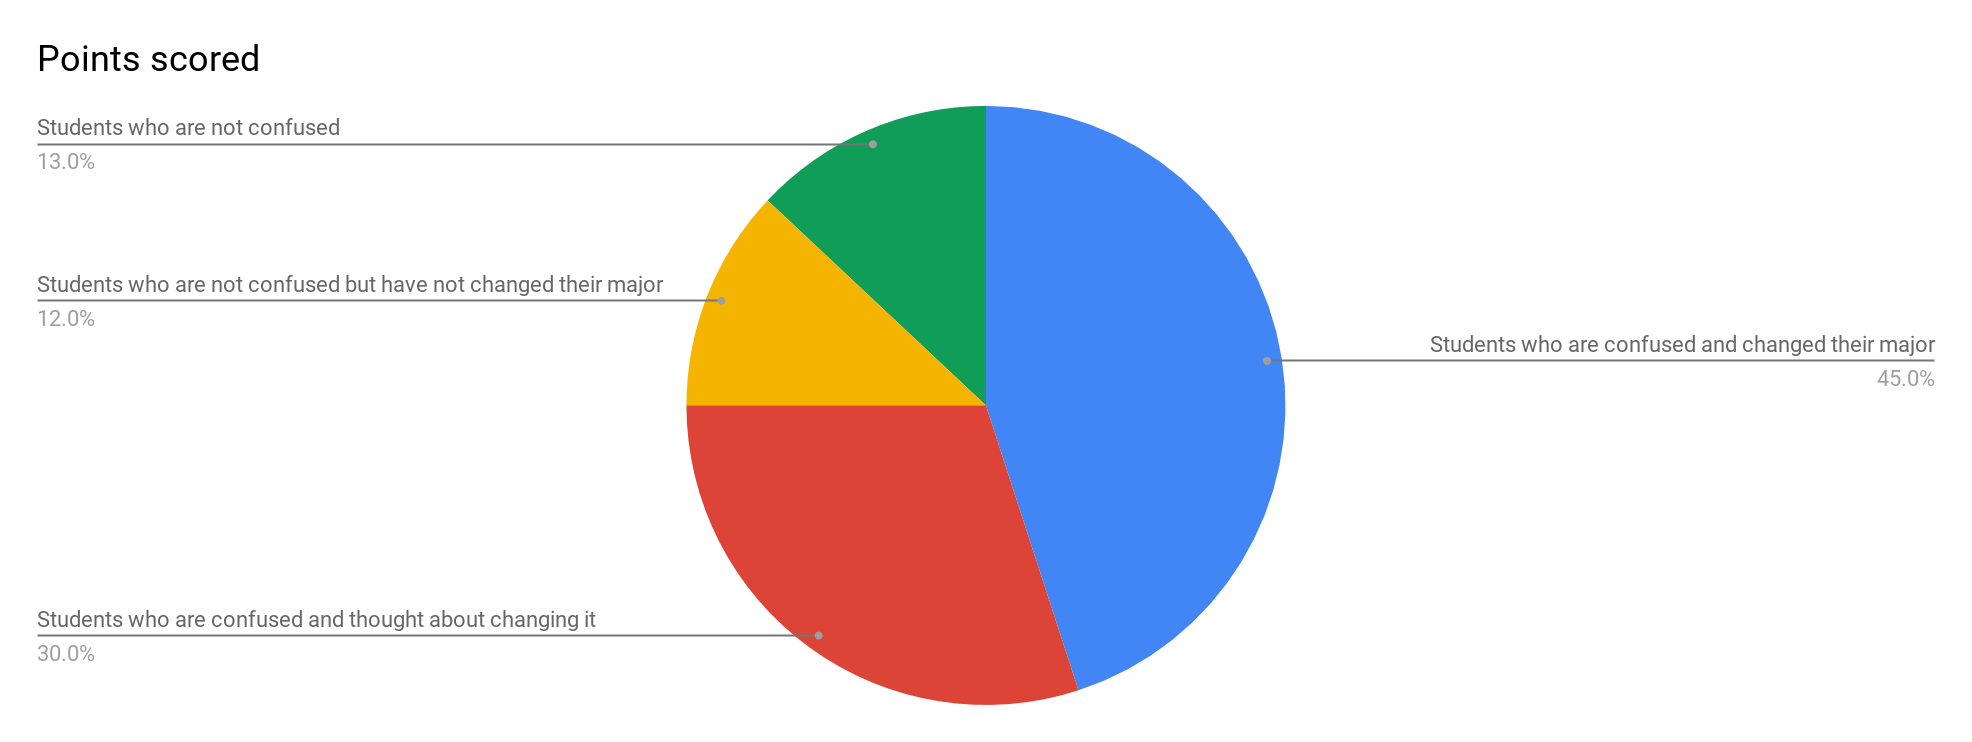 Points scored
Students who are not confused
13.0%
Students who are not confused but have not changed their major
12.0%
Students who are confused and changed their major
45.0%
Students who are confused and thought about changing it
30.0%